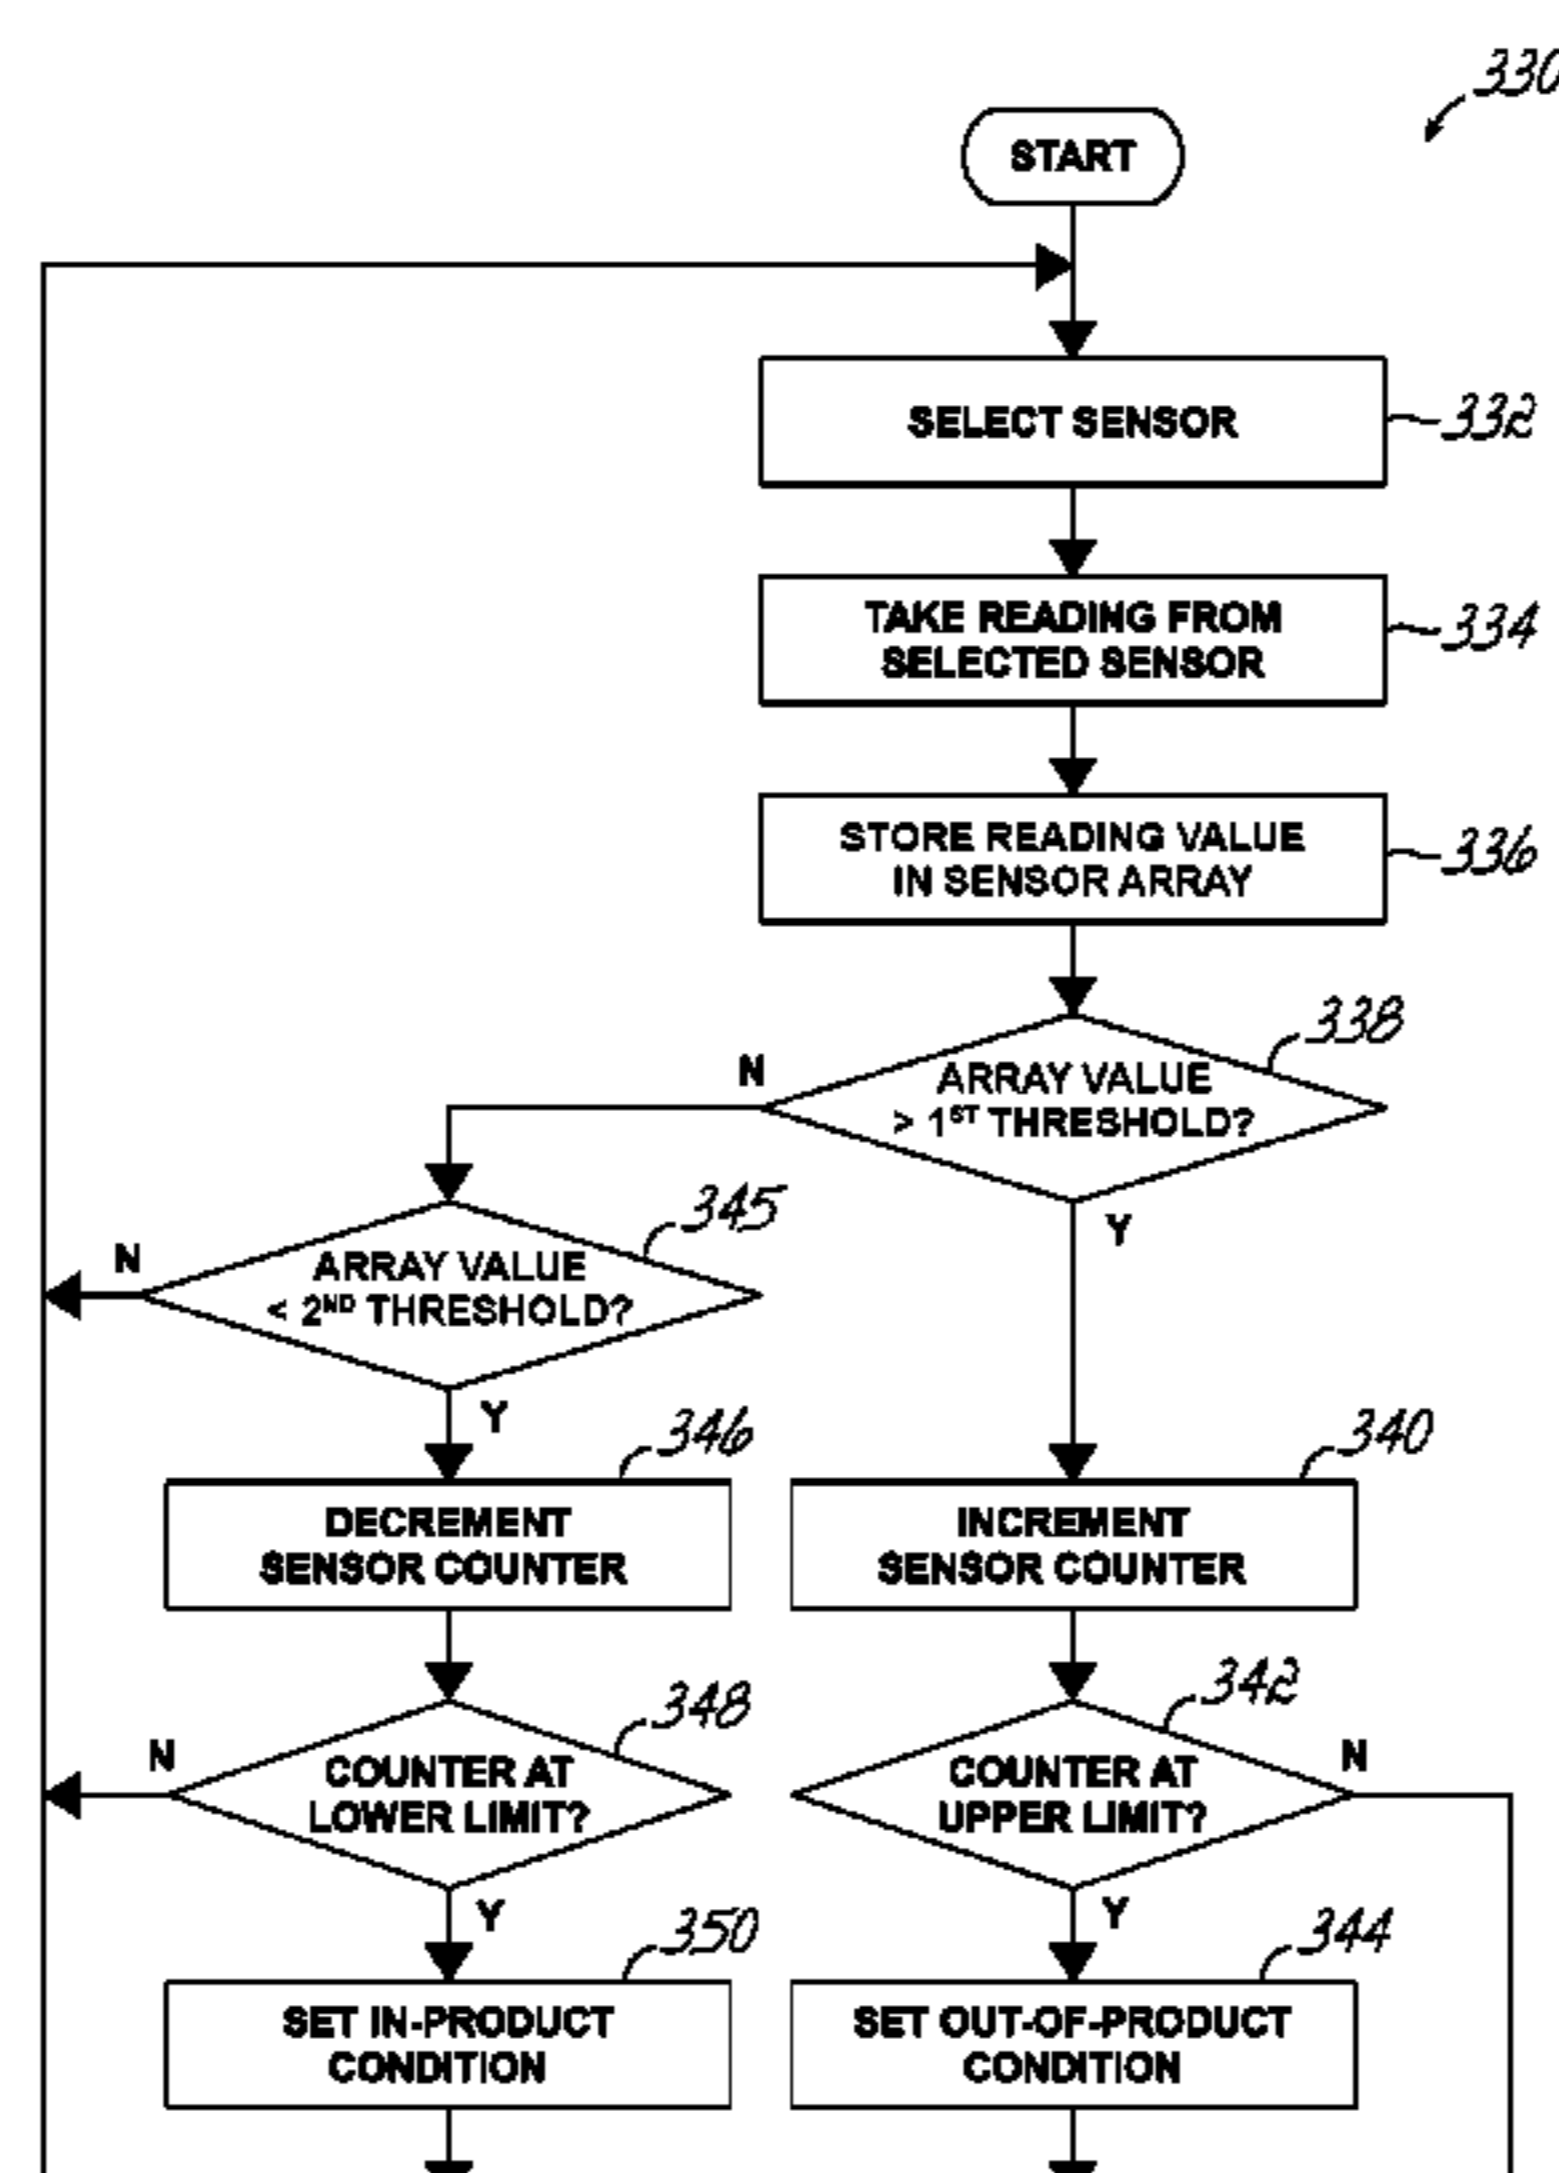 330
START
SELECT SENSOR
332
TAKE READING FROM
SELECTED SENSOR
334
STORE READING VALUE
IN SENSOR ARRAY
336
338
N
ARRAY VALUE
> 1ST THRESHOLD?
Y
345
N
ARRAY VALUE
< 2ND THRESHOLD?
Y
346
DECREMENT
SENSOR COUNTER
340
INCREMENT
SENSOR COUNTER
348
N
COUNTER AT
LOWER LIMIT?
Y
342
COUNTER AT
UPPER LIMIT?
N
Y
350
SET IN-PRODUCT
CONDITION
344
SET OUT-OF-PRODUCT
CONDITION